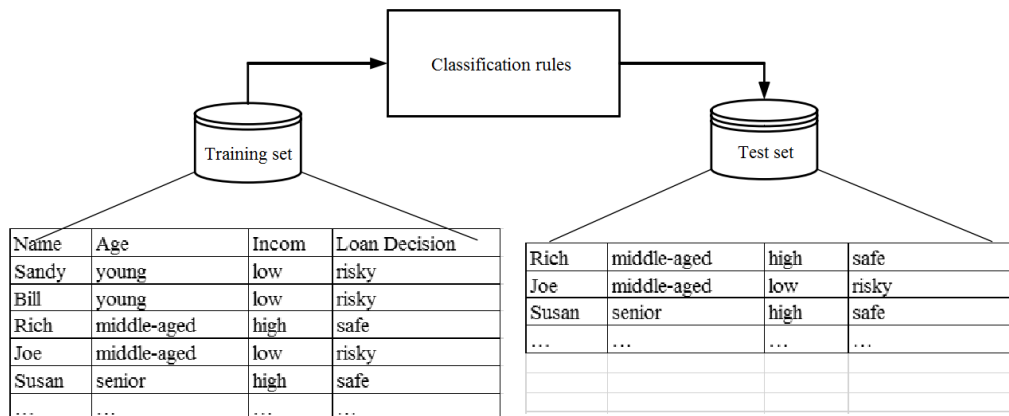 Classification rules
Training set
Test set
Name Age Incom Loan Decision
Sandy young low risky
Bill young low risky
Rich middle-aged high safe
Joe middle-aged low risky
Susan senior high safe
... ... ... ...
Rich middle-aged high safe
Joe middle-aged low risky
Susan senior high safe
... ... ... ...